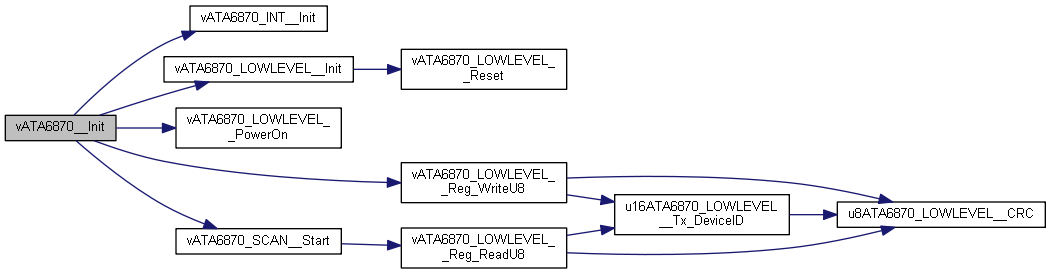 vATA6870_INT__Init
vATA6870_LOWLEVEL__Init
vATA6870_LOWLEVEL_
_Reset
vATA6870__Init
vATA6870_LOWLEVEL_
_PowerOn
vATA6870_LOWLEVEL_
_Reg_WriteU8
u16ATA6870_LOWLEVEL
__Tx_DeviceID
u8ATA6870_LOWLEVEL__CRC
vATA6870_SCAN__Start
vATA6870_LOWLEVEL_
_Reg_ReadU8